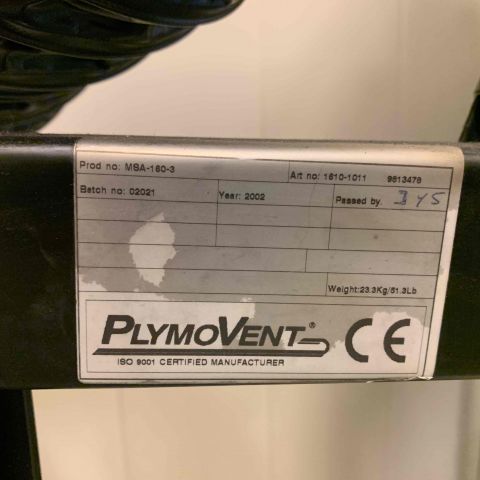 Prod no: MSA-160-3 Art no: 1610-1011 9813476
Batch no: 02021 Year: 2002 Passed by.
Weight:23.3Kg/51.3Lb
PLYMOVENT® CE
ISO 9001 CERTIFIED MANUFACTURER